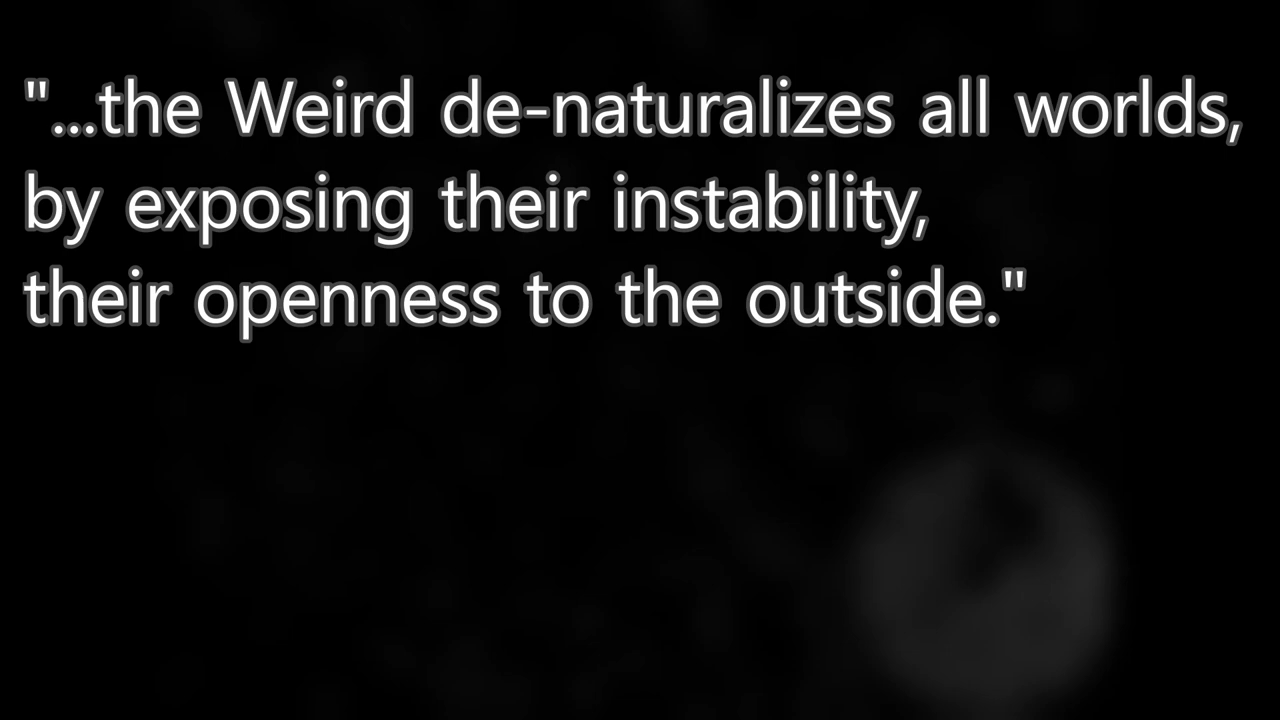 "...the Weird de-naturalizes all worlds,
by exposing their instability,
their openness to the outside."